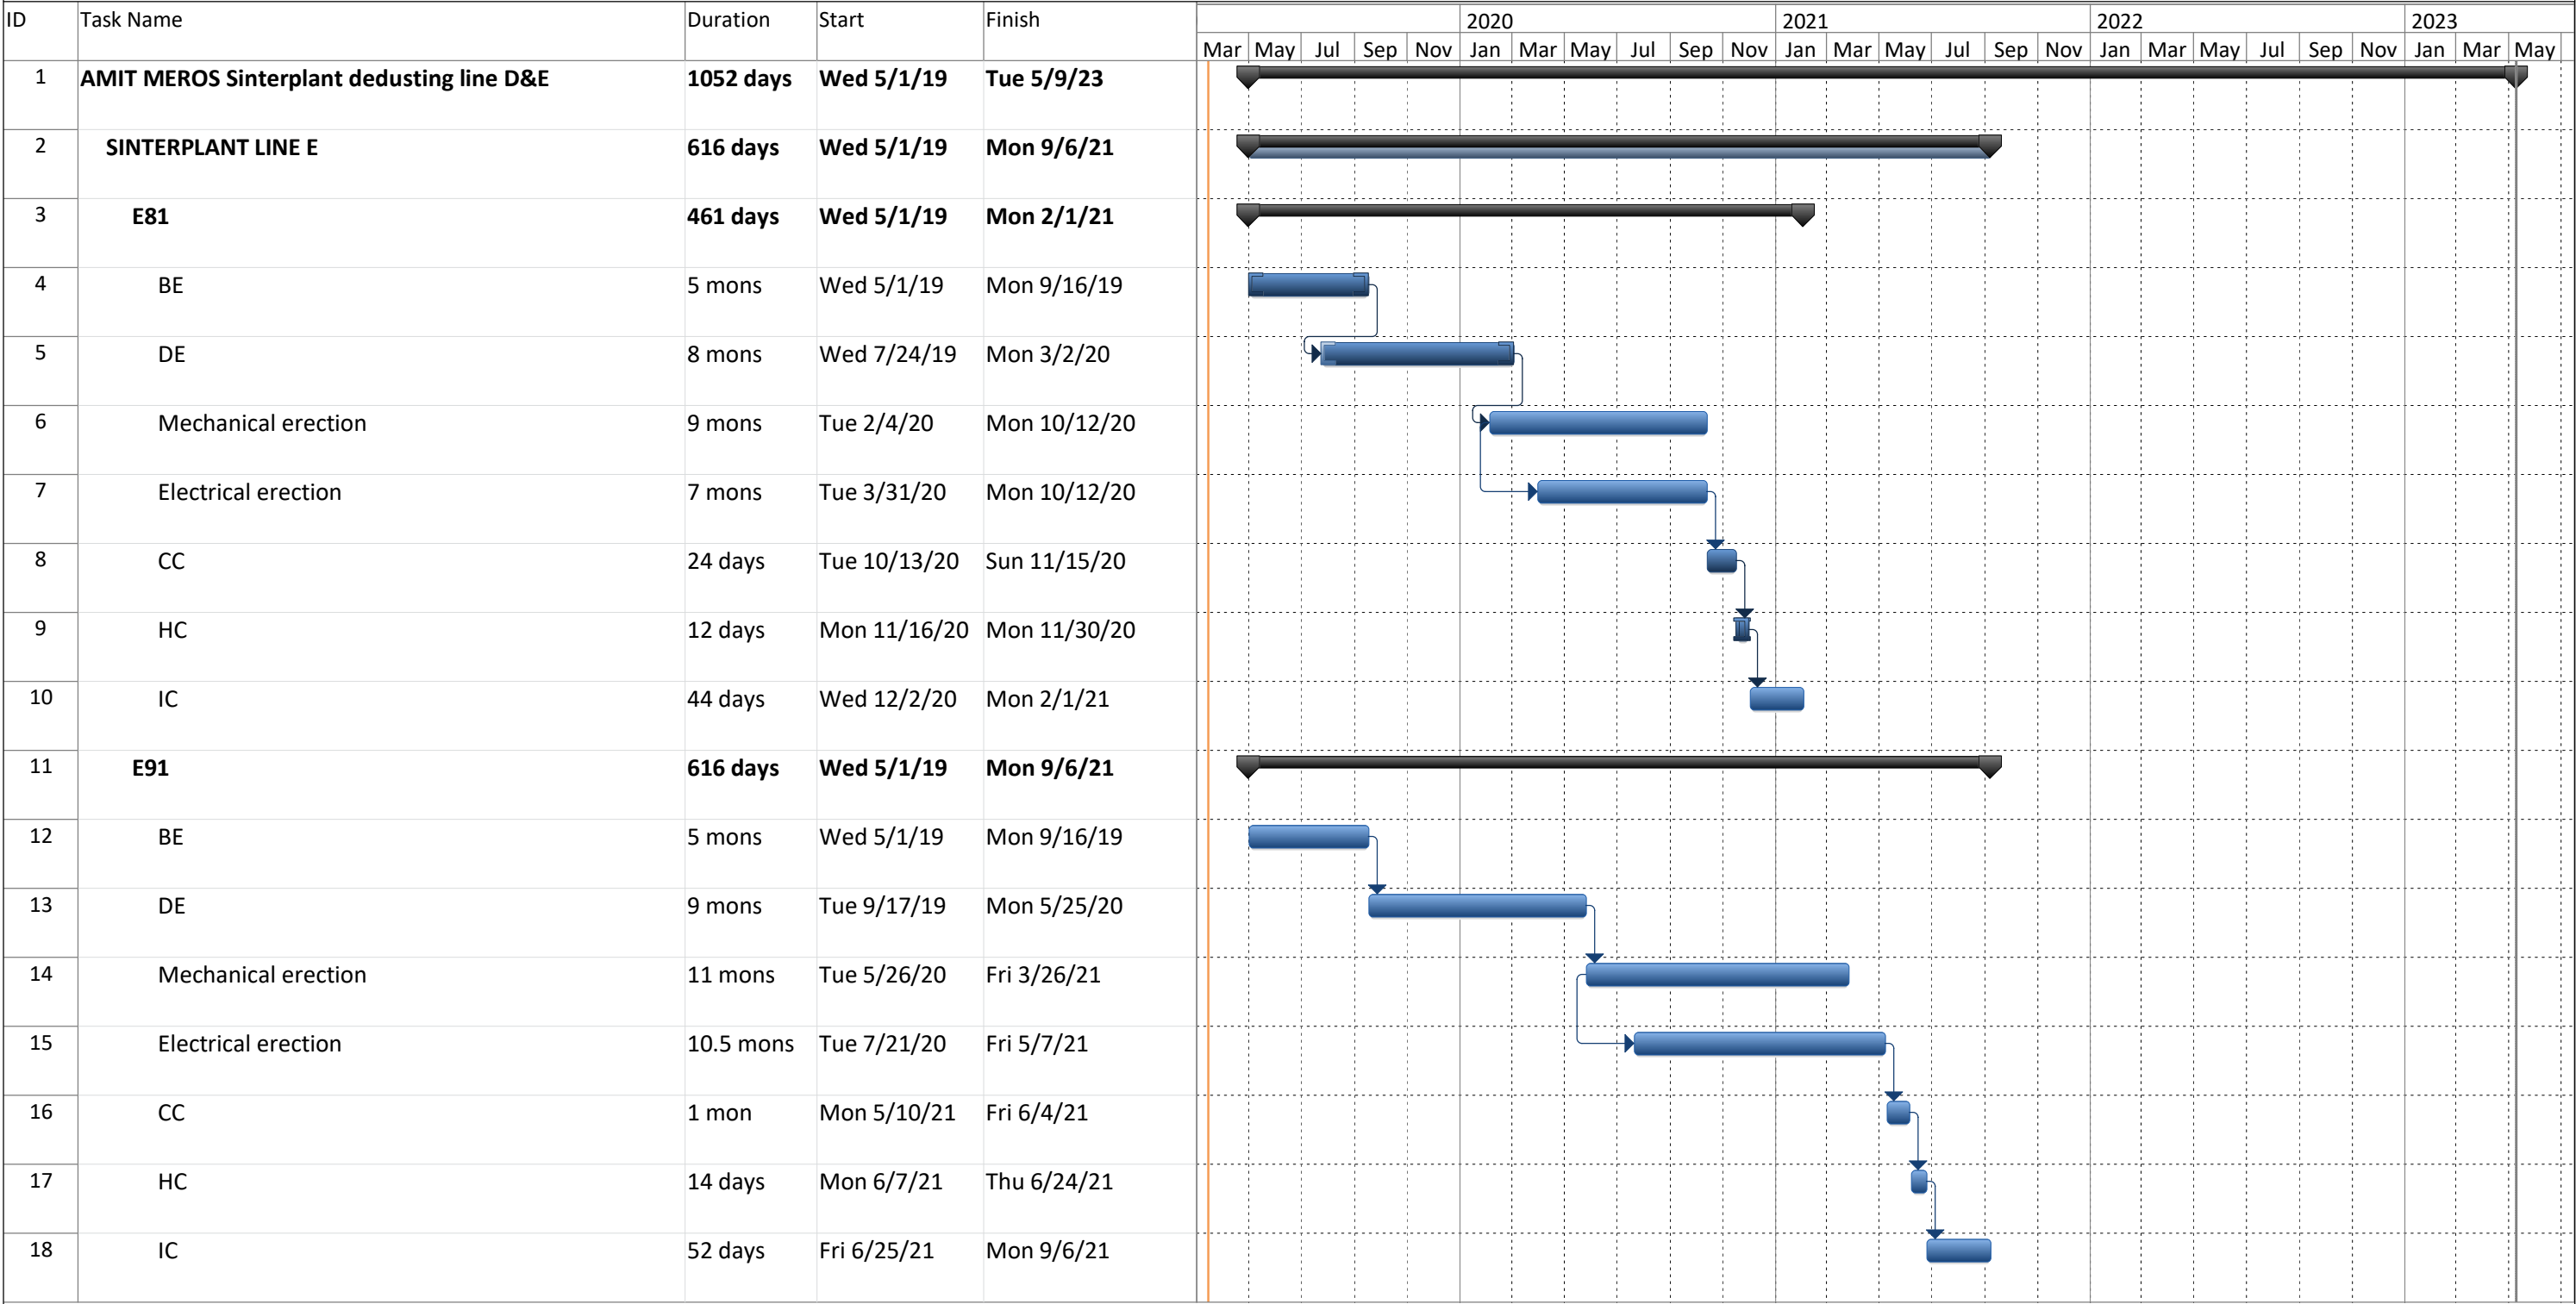 ID Task Name Duration Start Finish 2020 2021 2022 2023
Mar May Jul Sep Nov Jan Mar May Jul Sep Nov Jan Mar May Jul Sep Nov Jan Mar May Jul Sep Nov Jan Mar May
1 AMIT MEROS Sinterplant dedusting line D&E 1052 days Wed 5/1/19 Tue 5/9/23
2 SINTERPLANT LINE E 616 days Wed 5/1/19 Mon 9/6/21
3 E81 461 days Wed 5/1/19 Mon 2/1/21
4 BE 5 mons Wed 5/1/19 Mon 9/16/19
5 DE 8 mons Wed 7/24/19 Mon 3/2/20
6 Mechanical erection 9 mons Tue 2/4/20 Mon 10/12/20
7 Electrical erection 7 mons Tue 3/31/20 Mon 10/12/20
8 CC 24 days Tue 10/13/20 Sun 11/15/20
9 HC 12 days Mon 11/16/20 Mon 11/30/20
10 IC 44 days Wed 12/2/20 Mon 2/1/21
11 E91 616 days Wed 5/1/19 Mon 9/6/21
12 BE 5 mons Wed 5/1/19 Mon 9/16/19
13 DE 9 mons Tue 9/17/19 Mon 5/25/20
14 Mechanical erection 11 mons Tue 5/26/20 Fri 3/26/21
15 Electrical erection 10.5 mons Tue 7/21/20 Fri 5/7/21
16 CC 1 mon Mon 5/10/21 Fri 6/4/21
17 HC 14 days Mon 6/7/21 Thu 6/24/21
18 IC 52 days Fri 6/25/21 Mon 9/6/21